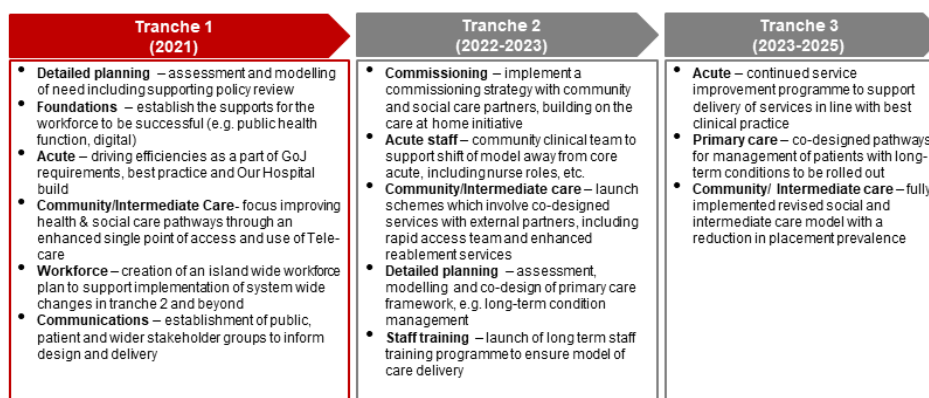 Tranche 1
(2021)
• Detailed planning – assessment and modelling
of need including supporting policy review
• Foundations – establish the supports for the
workforce to be successful (e.g. public health
function, digital)
• Acute – driving efficiencies as a part of GoJ
requirements, best practice and Our Hospital
build
• Community/Intermediate Care- focus improving
health & social care pathways through an
enhanced single point of access and use of Tele-
care
• Workforce – creation of an island wide workforce
plan to support implementation of system wide
changes in tranche 2 and beyond
• Communications – establishment of public,
patient and wider stakeholder groups to inform
design and delivery
Tranche 2
(2022-2023)
• Commissioning – implement a
commissioning strategy with community
and social care partners, building on the
care at home initiative
• Acute staff – community clinical team to
support shift of model away from core
acute, including nurse roles, etc.
• Community/Intermediate care – launch
schemes which involve co-designed
services with external partners, including
rapid access team and enhanced
reablement services
• Detailed planning – assessment,
modelling and co-design of primary care
framework, e.g. long-term condition
management
• Staff training – launch of long term staff
training programme to ensure model of
care delivery
Tranche 3
(2023-2025)
• Acute – continued service
improvement programme to support
delivery of services in line with best
clinical practice
• Primary care – co-designed pathways
for management of patients with long-
term conditions to be rolled out
• Community/ Intermediate care – fully
implemented revised social and
intermediate care model with a
reduction in placement prevalence